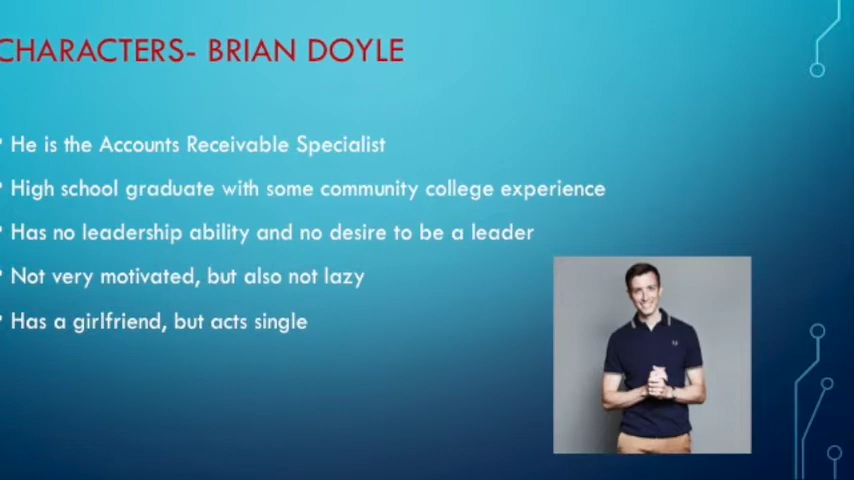 CHARACTERS- BRIAN DOYLE
He is the Accounts Receivable Specialist
High school graduate with some community college experience
Has no leadership ability and no desire to be a leader
Not very motivated, but also not lazy
Has a girlfriend, but acts single